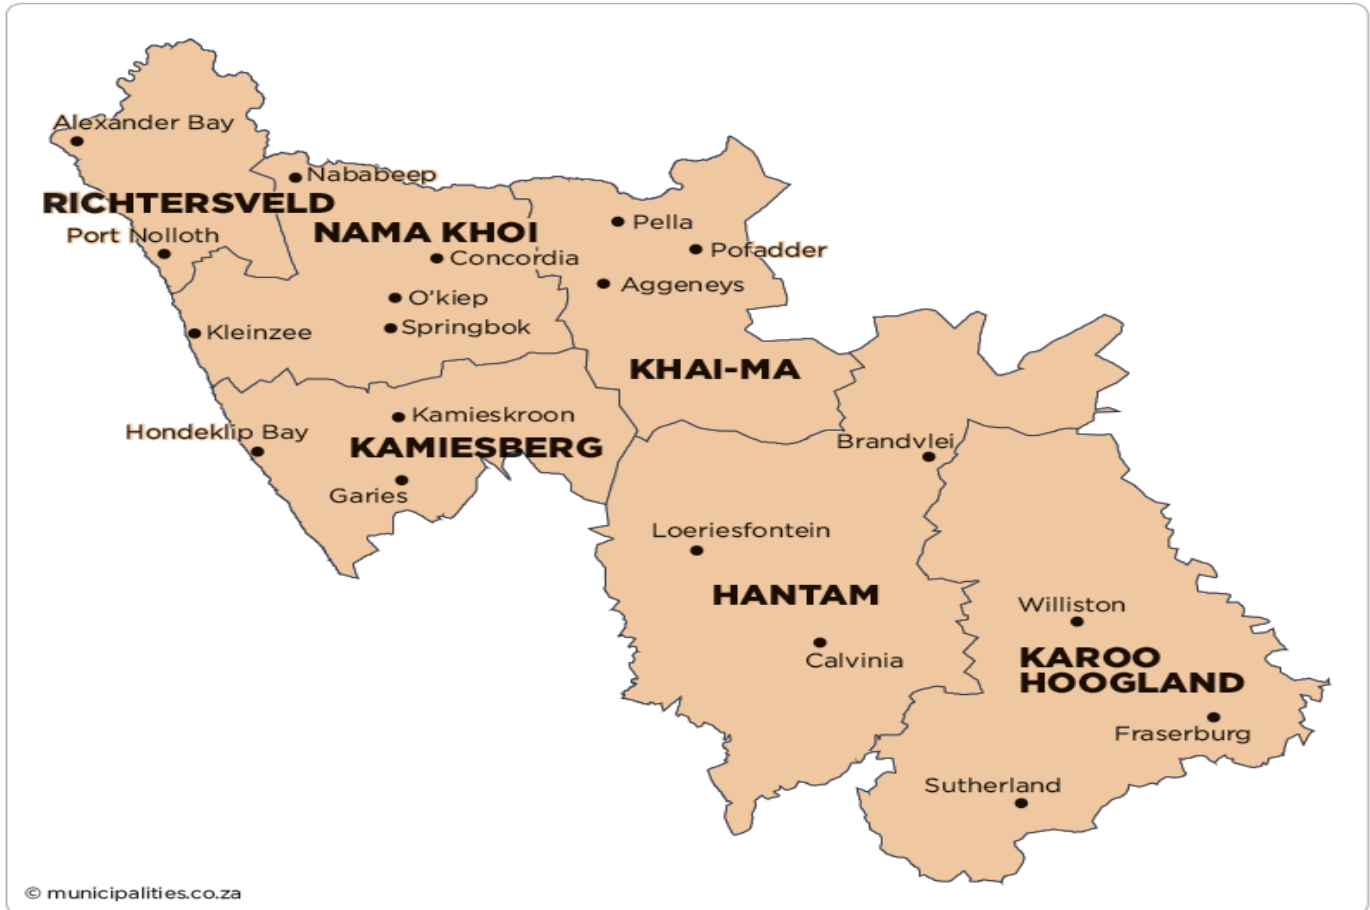 Alexander Bay
Nababeep
RICHTERSVELD
Pella
NAMA KHOI
Port Nolloth
Pofadder
Concordia
Aggeneys
O'kiep
Springbok
Kleinzee
KHAI-MA
Kamieskroon
Hondeklip Bay
Brandvlei
KAMIESBERG
Garies
Loeriesfontein
HANTAM
Williston
Calvinia
KAROO
HOOGLAND
Fraserburg
Sutherland
© municipalities.co.za